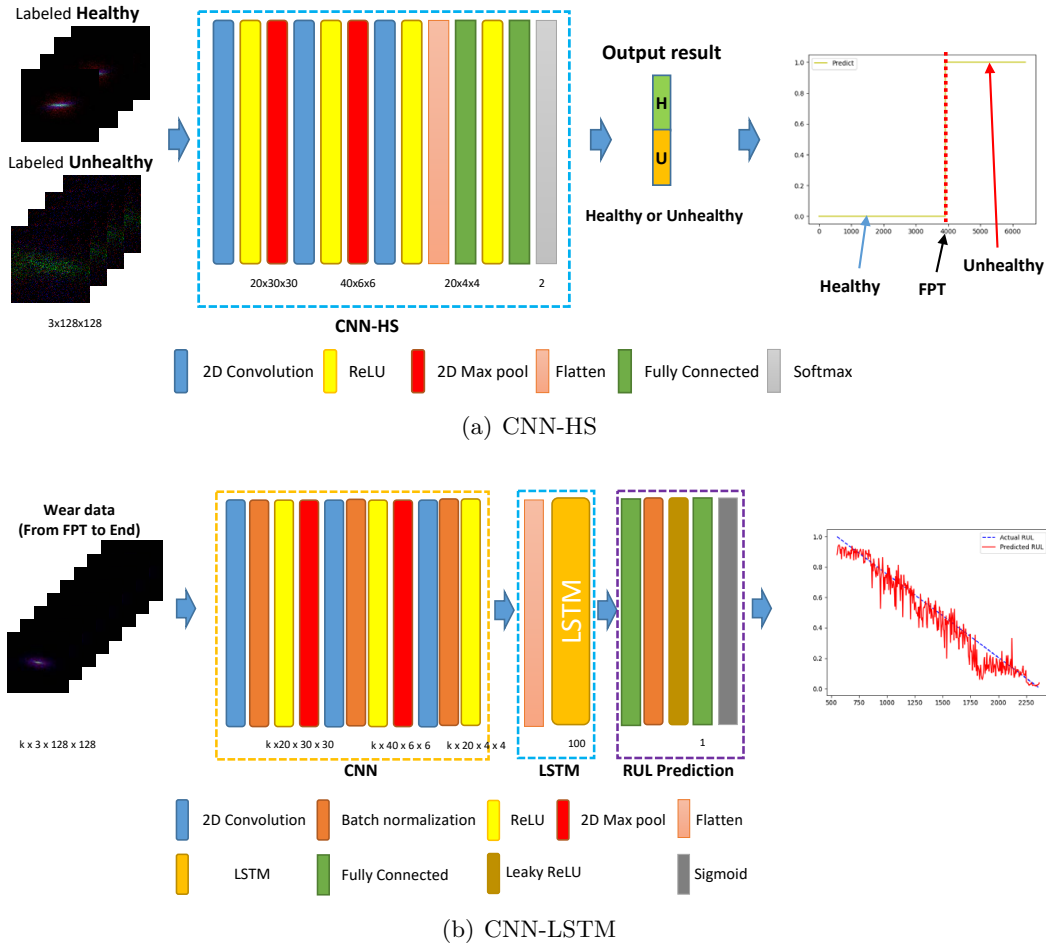 Labeled Healthy
Labeled Unhealthy
3x128x128
20x30x30
40x6x6
20x4x4
2
CNN-HS
Output result
H
U
Healthy or Unhealthy
Predict
1.0
0.8
0.6
0.4
0.2
0.0
0 1000 2000 3000 4000 5000 6000
Healthy
FPT
Unhealthy
2D Convolution
ReLU
2D Max pool
Flatten
Fully Connected
Softmax
(a) CNN-HS
Wear data
(From FPT to End)
k x 3 x 128 x 128
k x20 x 30 x 30
k x 40 x 6 x 6
k x 20 x 4 x 4
CNN
LSTM
100
LSTM
1
RUL Prediction
Actual RUL
Predicted RUL
1.0
0.8
0.6
0.4
0.2
0.0
500 750 1000 1250 1500 1750 2000 2250
2D Convolution
Batch normalization
ReLU
2D Max pool
Flatten
LSTM
Fully Connected
Leaky ReLU
Sigmoid
(b) CNN-LSTM